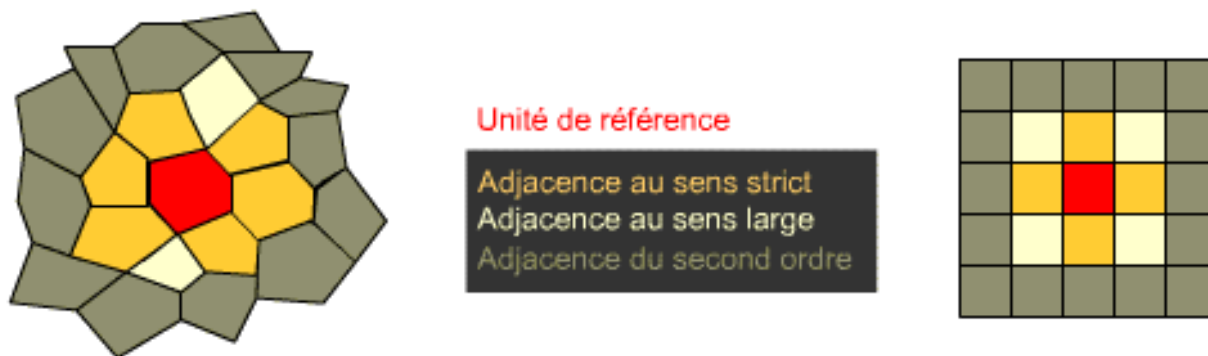 Unité de référence
Adjacence au sens strict
Adjacence au sens large
Adjacence du second ordre